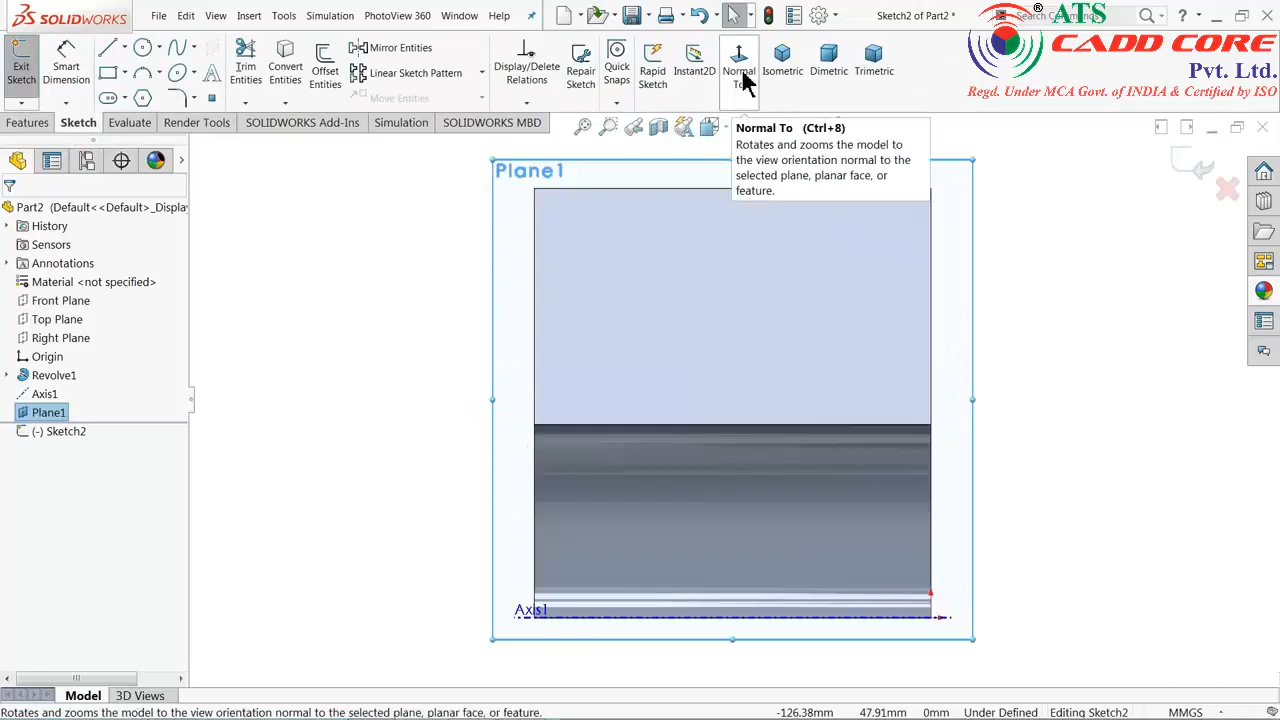 SOLIDWORKS
File Edit View Insert Tools Simulation PhotoView 360 Window Help
Sketch2 of Part2 *
Search Commands
Exit Sketch
Smart Dimension
Trim Entities
Convert Entities
Offset Entities
Mirror Entities
Linear Sketch Pattern
Move Entities
Display/Delete Relations
Repair Sketch
Quick Snaps
Rapid Sketch
Instant2D
Normal To
Isometric
Dimetric
Trimetric
® ATS
CADD CORE
Pvt. Ltd.
Regd. Under MCA Govt. of INDIA & Certified by ISO
Features Sketch Evaluate Render Tools SOLIDWORKS Add-Ins Simulation SOLIDWORKS MBD
Normal To (Ctrl+8)
Rotates and zooms the model to
the view orientation normal to the
selected plane, planar face, or
feature.
Plane1
Part2 (Default<<Default>_Display
History
Sensors
Annotations
Material <not specified>
Front Plane
Top Plane
Right Plane
Origin
Revolve1
Axis1
Plane1
(-) Sketch2
Axis1
Model 3D Views
Rotates and zooms the model to the view orientation normal to the selected plane, planar face, or feature.
-126.38mm 47.91mm 0mm Under Defined Editing Sketch2 MMGS